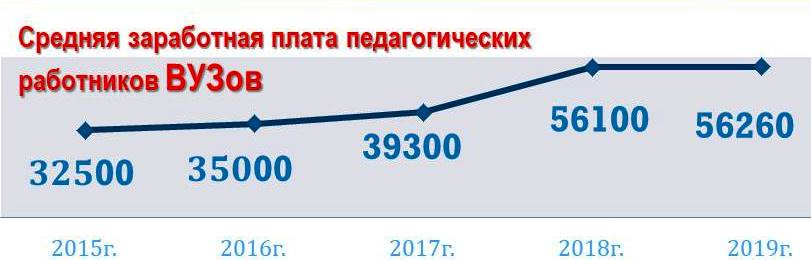 Средняя заработная плата педагогических
работников ВУЗов
32500 35000 39300 56100 56260
2015г. 2016г. 2017г. 2018г. 2019г.